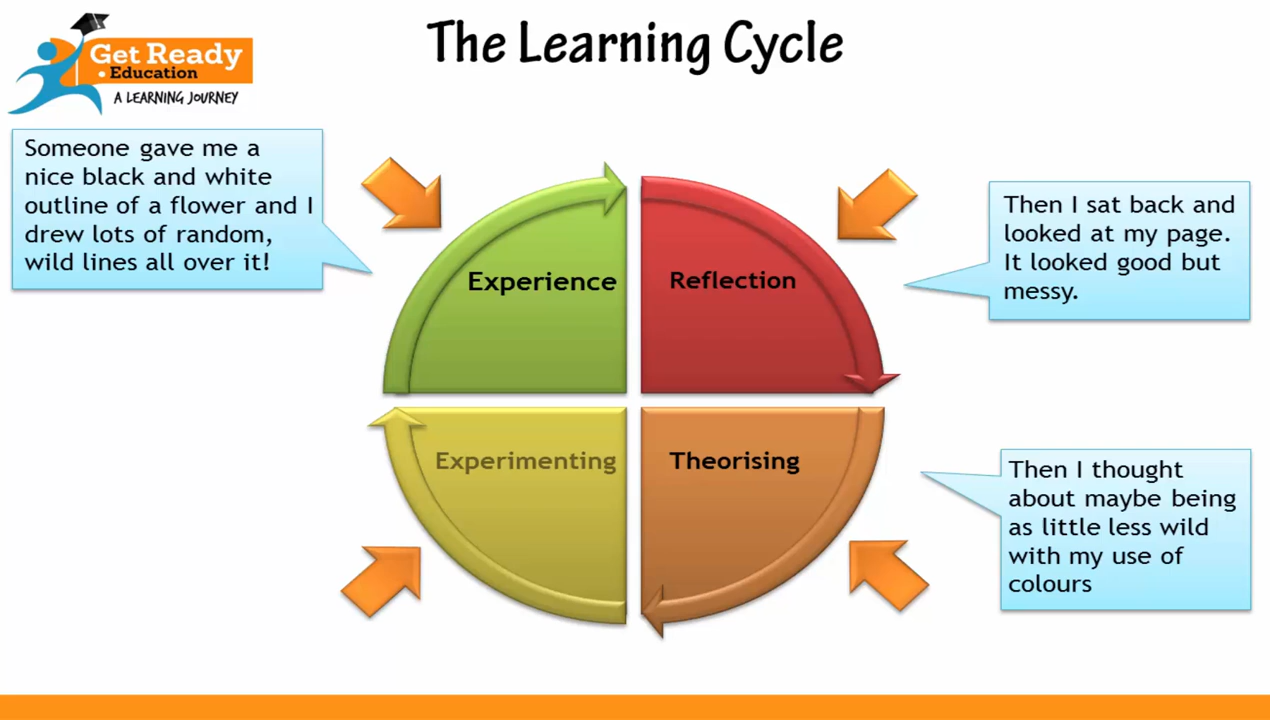 The Learning Cycle
Get Ready
• Education
A LEARNING JOURNEY
Someone gave me a
nice black and white
outline of a flower and I
drew lots of random,
wild lines all over it!
Experience
Reflection
Then I sat back and
looked at my page.
It looked good but
messy.
Experimenting
Theorising
Then I thought
about maybe being
as little less wild
with my use of
colours